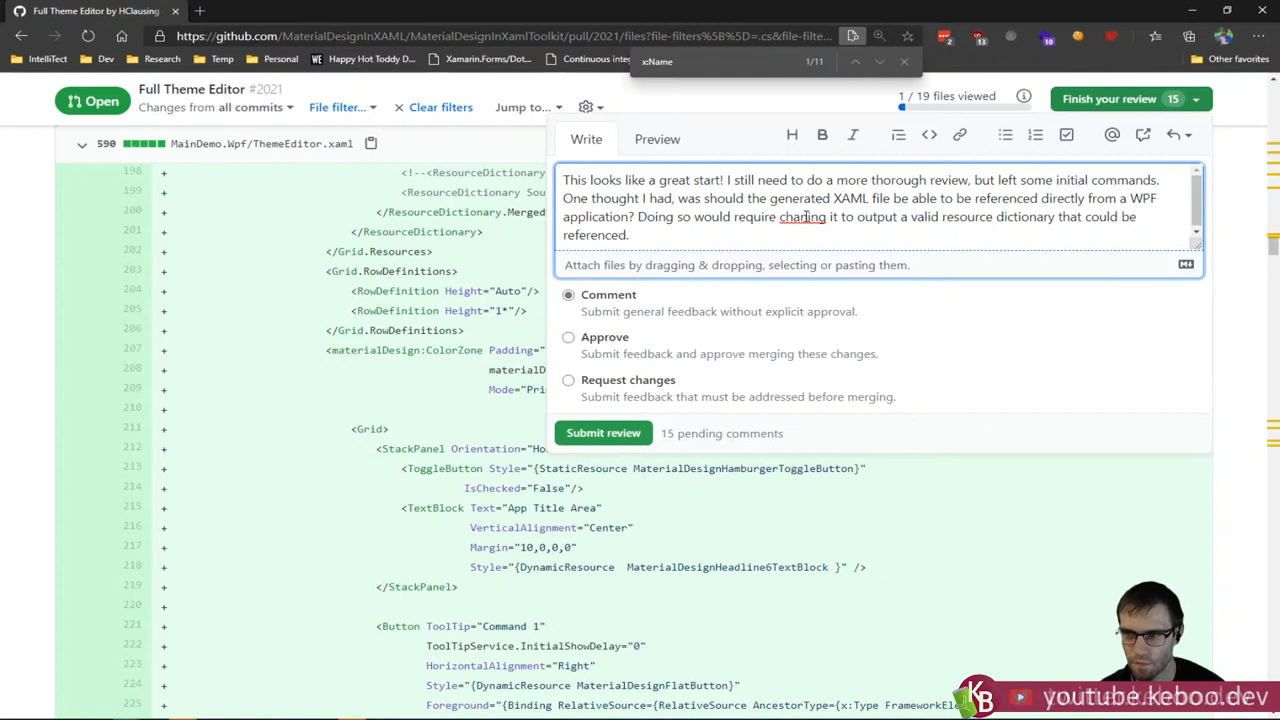 Full Theme Editor by HClausing ·
https://github.com/MaterialDesignInXAML/MaterialDesignInXamlToolkit/pull/2021/files?file-filters%5B%5D=.cs&file-filte...
IntelliTect Dev Research Temp Personal Happy Hot Toddy D... Xamarin.Forms/Dot... Continuous integ Other favorites
x:Name 1/11
Open
Full Theme Editor #2021
Changes from all commits File filter... Clear filters Jump to...
1 / 19 files viewed
Finish your review 15
590 MainDemo.Wpf/ThemeEditor.xaml
Write Preview
This looks like a great start! I still need to do a more thorough review, but left some initial commands.
One thought I had, was should the generated XAML file be able to be referenced directly from a WPF
application? Doing so would require chaning it to output a valid resource dictionary that could be
referenced.
Attach files by dragging & dropping, selecting or pasting them.
Comment
Submit general feedback without explicit approval.
Approve
Submit feedback and approve merging these changes.
Request changes
Submit feedback that must be addressed before merging.
Submit review 15 pending comments
198 + <!--<ResourceDictionary
199 + <ResourceDictionary Sou
200 + </ResourceDictionary.Merged
201 + </ResourceDictionary>
202 + </Grid.Resources>
203 + <Grid.RowDefinitions>
204 + <RowDefinition Height="Auto"/>
205 + <RowDefinition Height="1*"/>
206 + </Grid.RowDefinitions>
207 + <materialDesign:ColorZone Padding="
208 + materialD
209 + Mode="Pri
210 +
211 + <Grid>
212 + <StackPanel Orientation="Ho
213 + <ToggleButton Style="{StaticResource MaterialDesignHamburgerToggleButton}"
214 + IsChecked="False"/>
215 + <TextBlock Text="App Title Area"
216 + VerticalAlignment="Center"
217 + Margin="10,0,0,0"
218 + Style="{DynamicResource  MaterialDesignHeadline6TextBlock }" />
219 + </StackPanel>
220 +
221 + <Button ToolTip="Command 1"
222 + ToolTipService.InitialShowDelay="0"
223 + HorizontalAlignment="Right"
224 + Style="{DynamicResource MaterialDesignFlatButton}"
225 + Foreground="{Binding RelativeSource={RelativeSource AncestorType={x:Type FrameworkEle
KB youtube.keboo.dev